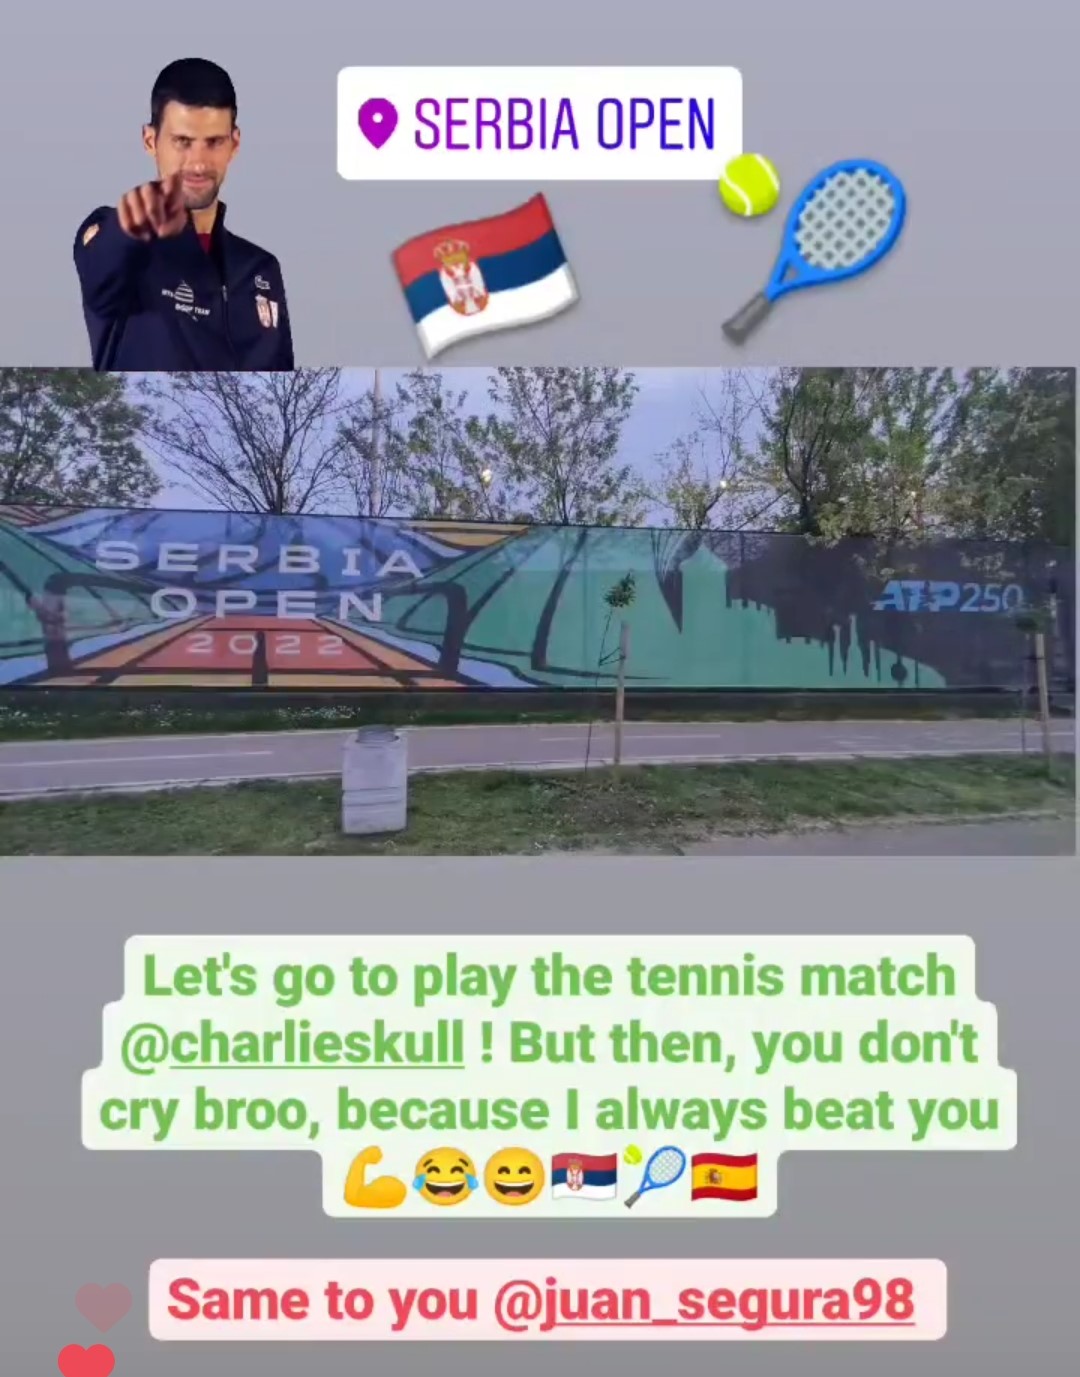 SERBIA OPEN
SERBIA
OPEN
2022
ATP250
Let's go to play the tennis match
@charlieskull ! But then, you don't
cry broo, because I always beat you
💪😂😄🇷🇸🎾🇪🇸
Same to you @juan_segura98